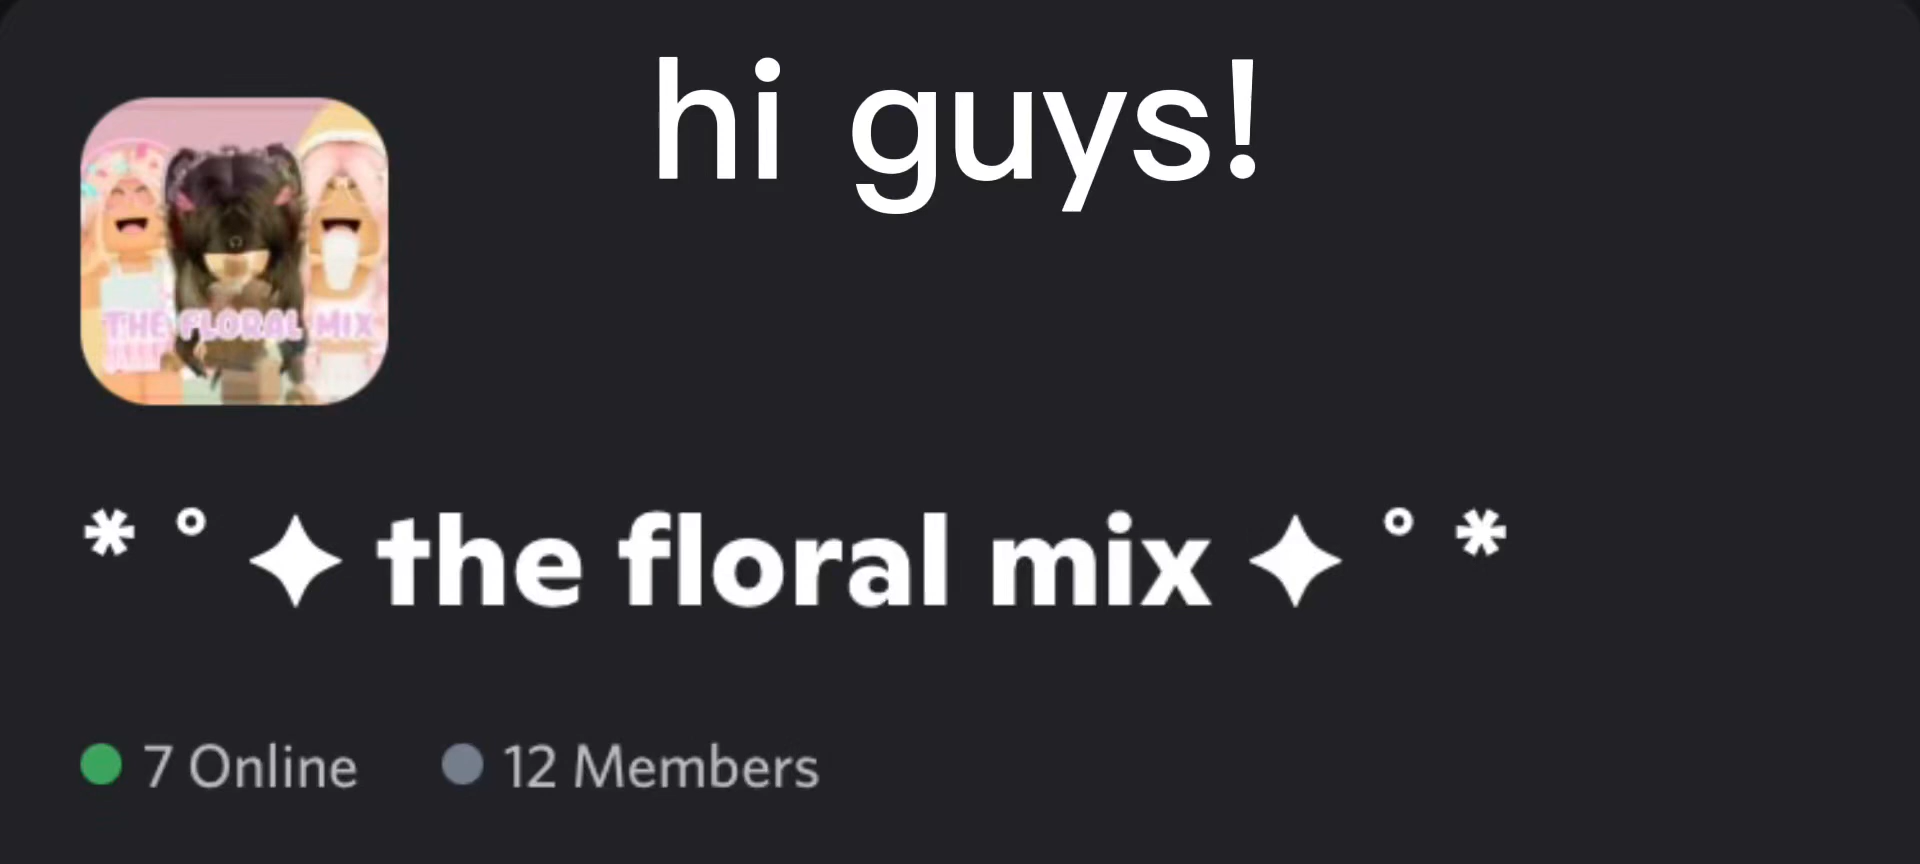 hi guys!
THE FLORAL MIX
* ° ✦ the floral mix ✦ ° *
7 Online 12 Members